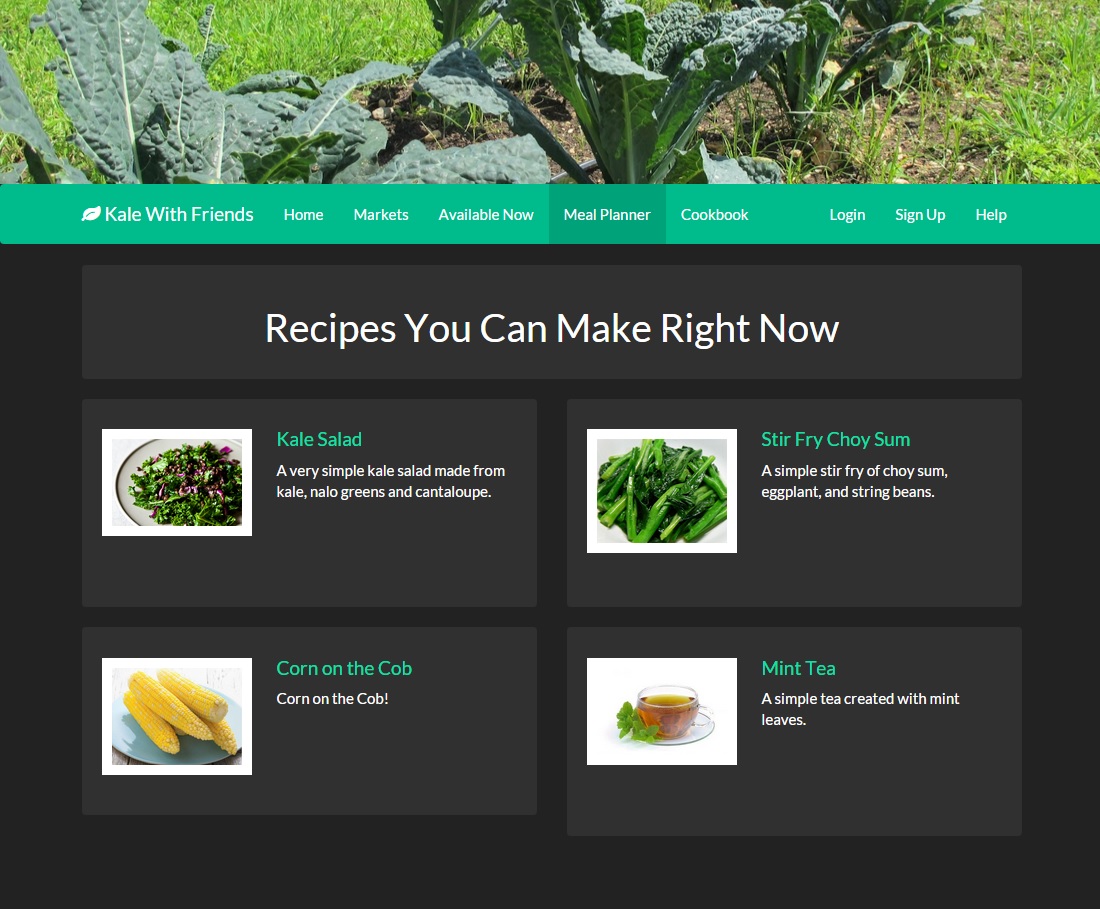 Kale With Friends Home Markets Available Now Meal Planner Cookbook Login Sign Up Help
Recipes You Can Make Right Now
Kale Salad
A very simple kale salad made from
kale, nalo greens and cantaloupe.
Stir Fry Choy Sum
A simple stir fry of choy sum,
eggplant, and string beans.
Corn on the Cob
Corn on the Cob!
Mint Tea
A simple tea created with mint
leaves.